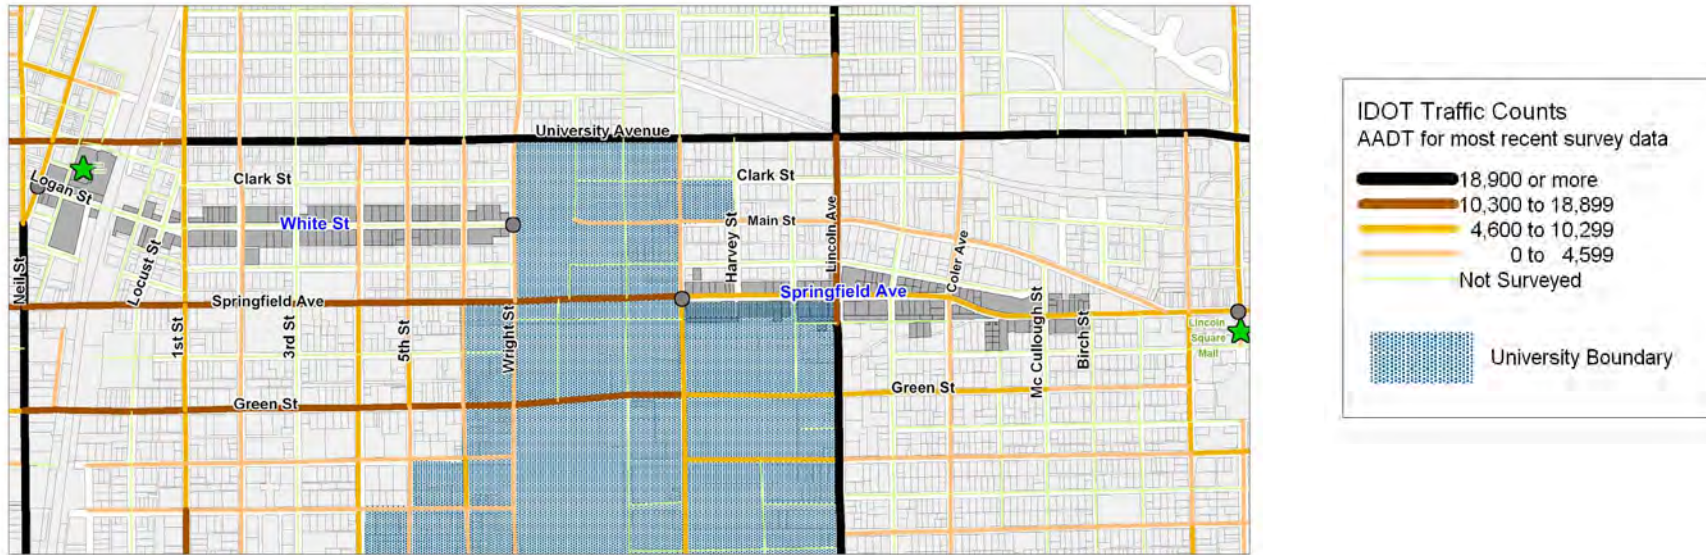 University Avenue
Clark St
Clark St
Logan St
White St
Main St
Neil St
Locust St
Harvey St
Lincoln Ave
Coler Ave
Springfield Ave
Springfield Ave
1st St
3rd St
5th St
Wright St
Mc Cullough St
Birch St
Lincoln
Square
Mall
Green St
Green St
IDOT Traffic Counts
AADT for most recent survey data
18,900 or more
10,300 to 18,899
4,600 to 10,299
0 to 4,599
Not Surveyed
University Boundary